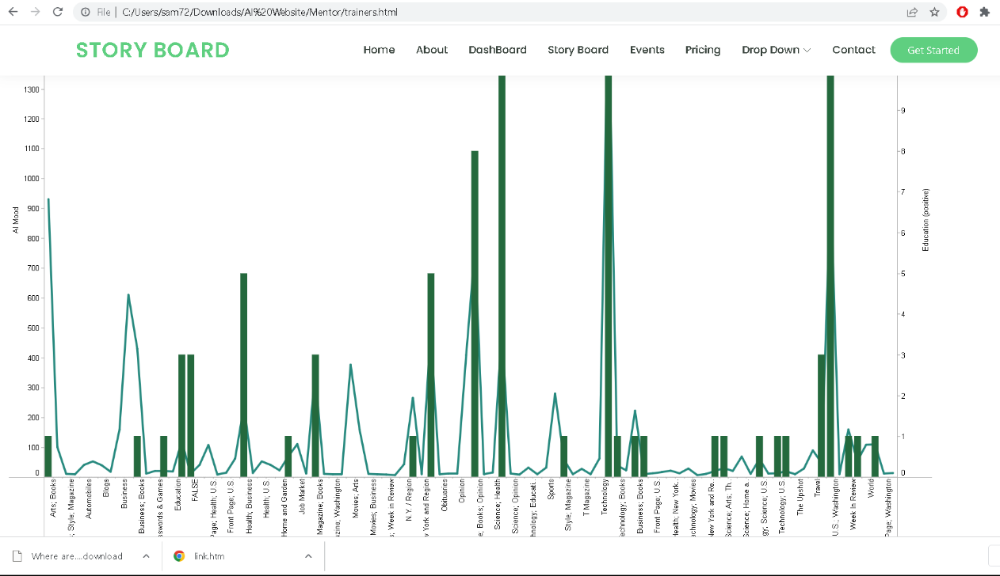 File | C:/Users/sam72/Downloads/AI%20Website/Mentor/trainers.html
STORY BOARD
Home
About
DashBoard
Story Board
Events
Pricing
Drop Down
Contact
Get Started
1300
1200
1100
1000
900
800
700
600
500
400
300
200
100
0
AI Mood
9
8
7
6
5
4
3
2
1
0
Education (positive)
Arts; Books
; Style; Magazine
Automobiles
Blogs
Business
Business; Books
sswords & Games
Education
FALSE
Page; Health; U.S.
Front Page; U.S.
Health; Business
Health; U.S.
Home and Garden
Job Market
Magazine; Books
zine; Washington
Movies; Arts
Movies; Business
s; Week in Review
N.Y. / Region
York and Region
Obituaries
Opinion
e, Books; Opinion
Science; Health
Science; Opinion
hnology; Educati..
Sports
Style; Magazine
T Magazine
Technology
echnology; Books
Business; Books
Front Page; U.S.
Health; New York..
chnology; Movies
New York and Re..
Science; Arts; Th..
Science; Home a..
gy; Science; U.S.
Technology; U.S.
The Upshot
Travel
U.S.; Washington
Week In Review
World
Page; Washington
Where are....download
link.htm